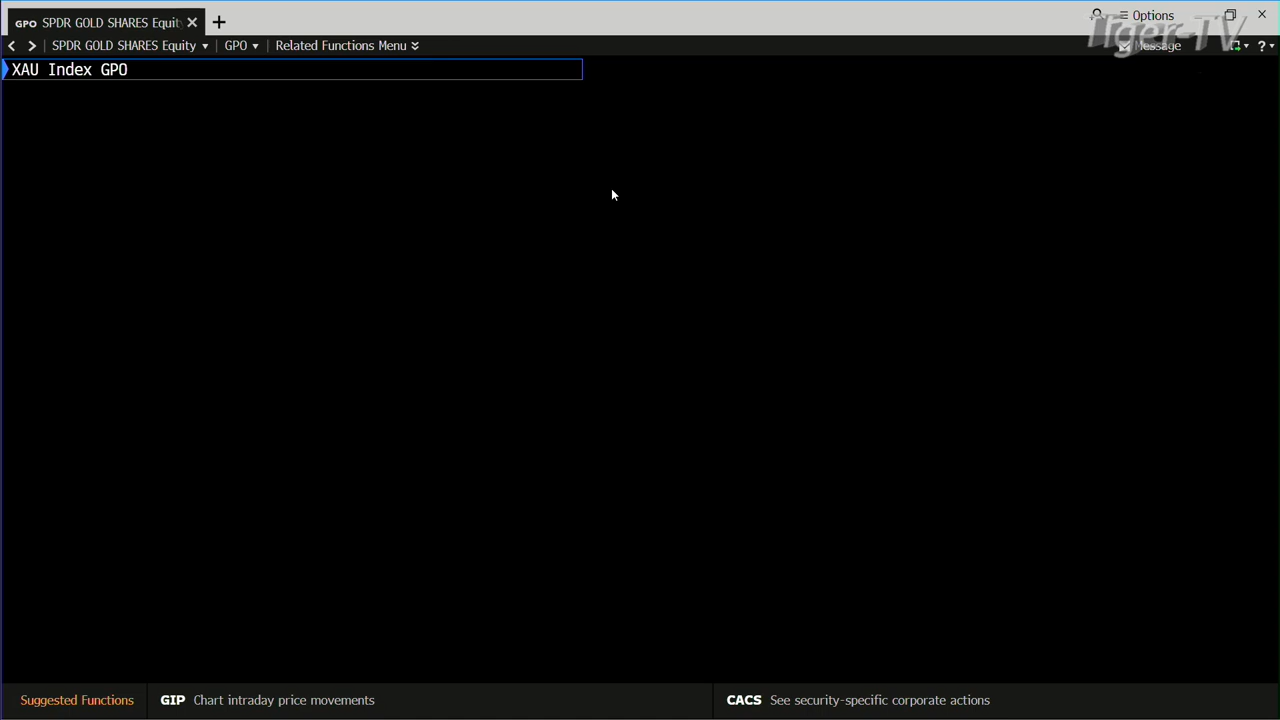 GPO SPDR GOLD SHARES Equit
Options
SPDR GOLD SHARES Equity GPO Related Functions Menu
Message
?
Tiger-TV
XAU Index GPO
Suggested Functions GIP Chart intraday price movements CACS See security-specific corporate actions